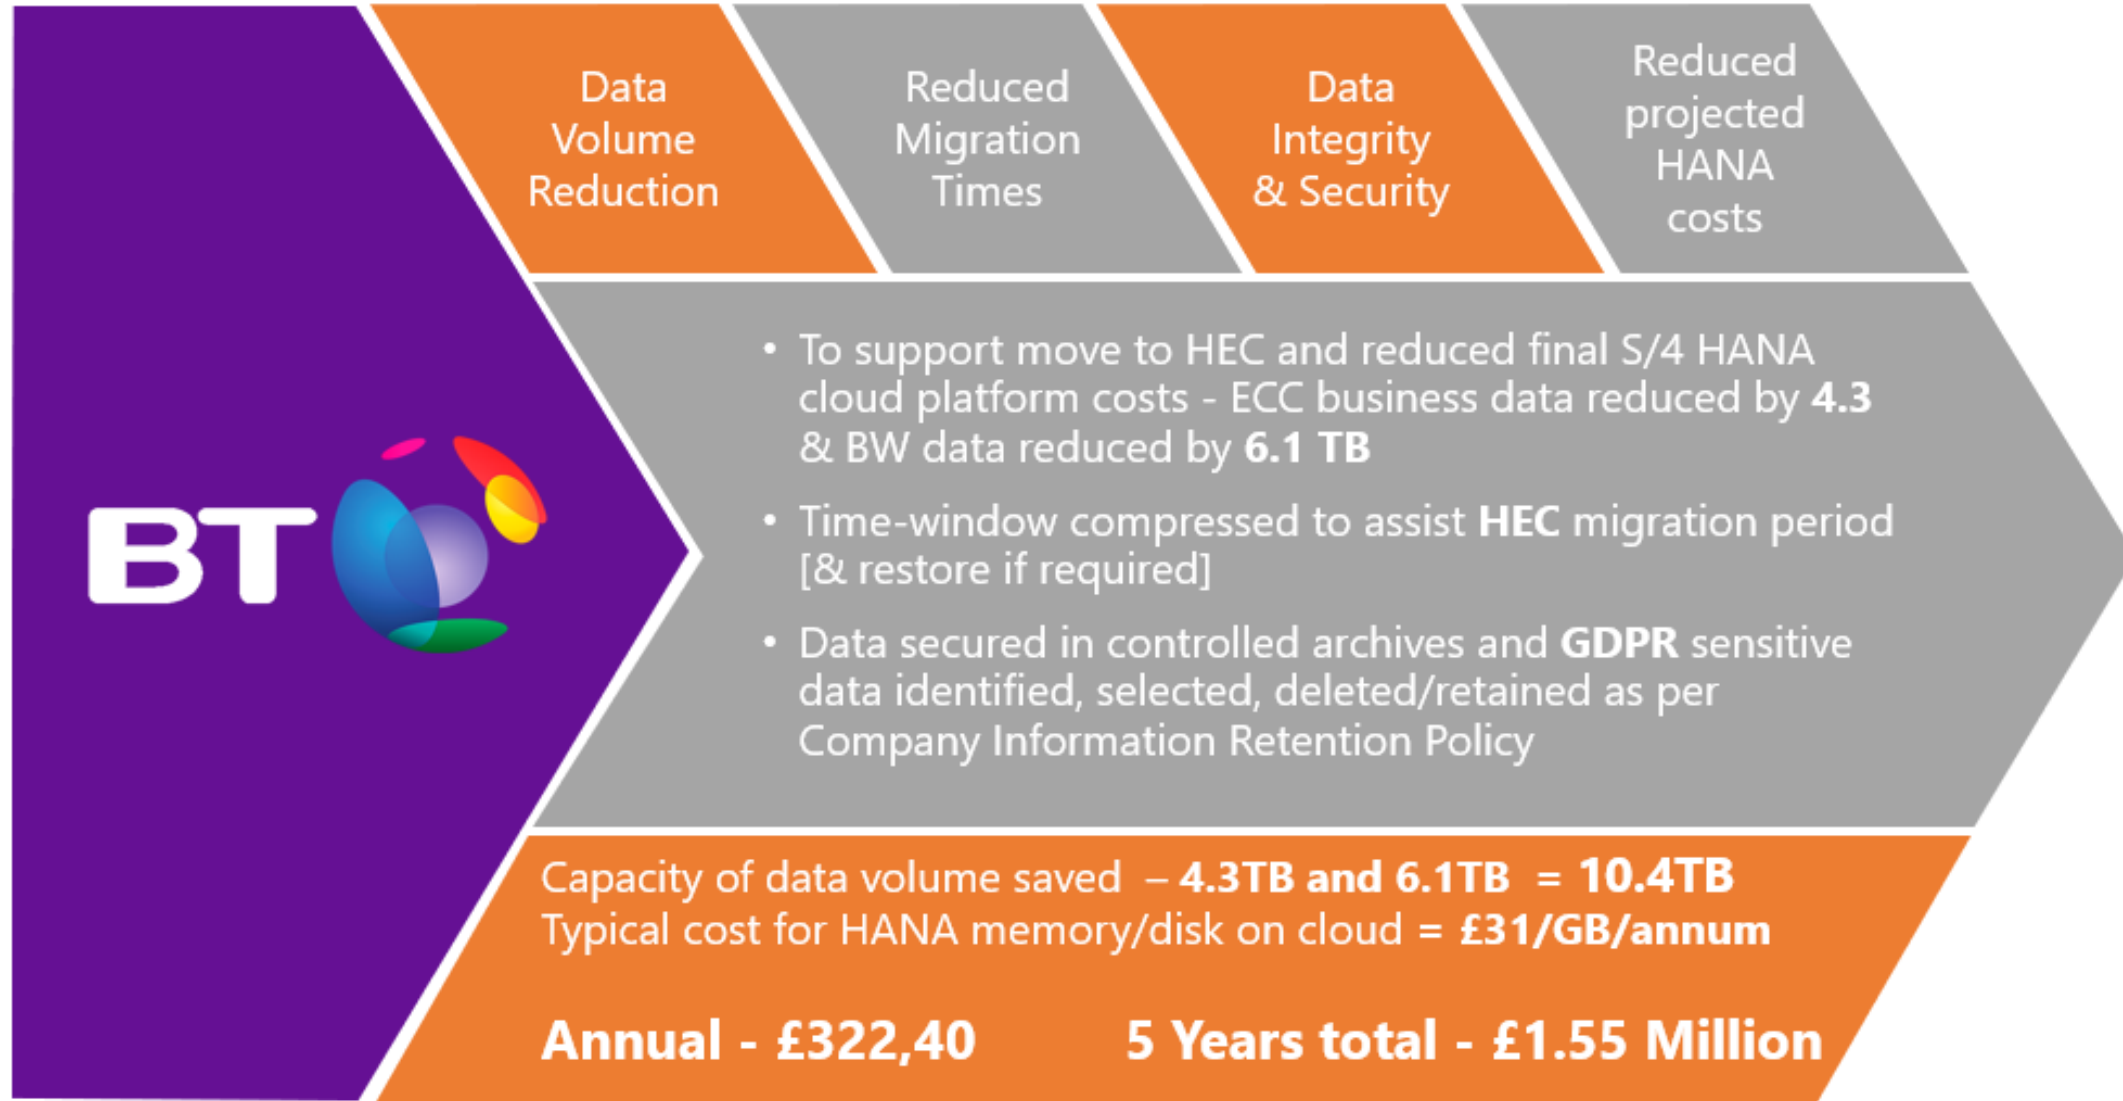 Data
Volume
Reduction
Reduced
Migration
Times
Data
Integrity
& Security
Reduced
projected
HANA
costs
BT
• To support move to HEC and reduced final S/4 HANA
cloud platform costs - ECC business data reduced by 4.3
& BW data reduced by 6.1 TB
• Time-window compressed to assist HEC migration period
[& restore if required]
• Data secured in controlled archives and GDPR sensitive
data identified, selected, deleted/retained as per
Company Information Retention Policy
Capacity of data volume saved – 4.3TB and 6.1TB = 10.4TB
Typical cost for HANA memory/disk on cloud = £31/GB/annum
Annual - £322,40 5 Years total - £1.55 Million